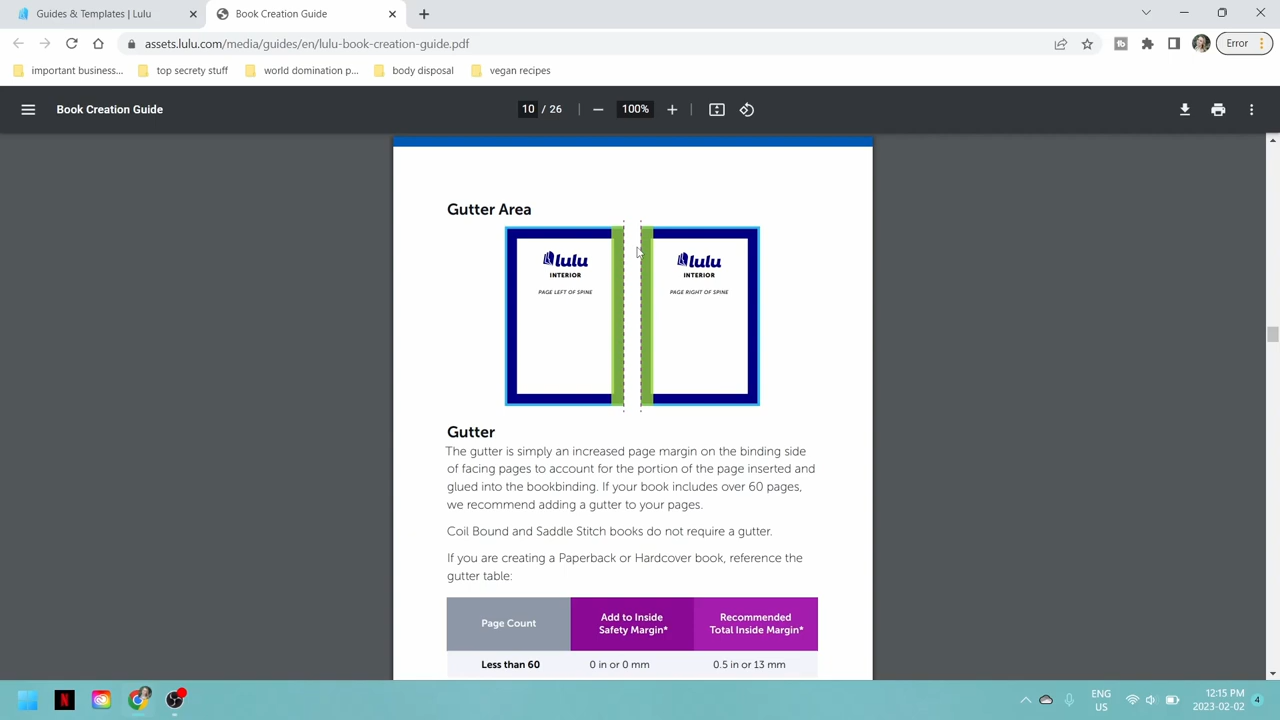 Guides & Templates | Lulu
Book Creation Guide
assets.lulu.com/media/guides/en/lulu-book-creation-guide.pdf
Error
important business...
top secrety stuff
world domination p...
body disposal
vegan recipes
Book Creation Guide
10 / 26
100%
Gutter Area
lulu
INTERIOR
PAGE LEFT OF SPINE
lulu
INTERIOR
PAGE RIGHT OF SPINE
Gutter
The gutter is simply an increased page margin on the binding side
of facing pages to account for the portion of the page inserted and
glued into the bookbinding. If your book includes over 60 pages,
we recommend adding a gutter to your pages.
Coil Bound and Saddle Stitch books do not require a gutter.
If you are creating a Paperback or Hardcover book, reference the
gutter table:
Page Count
Add to Inside
Safety Margin*
Recommended
Total Inside Margin*
Less than 60
0 in or 0 mm
0.5 in or 13 mm
N
ENG
US
12:15 PM
2023-02-02
4